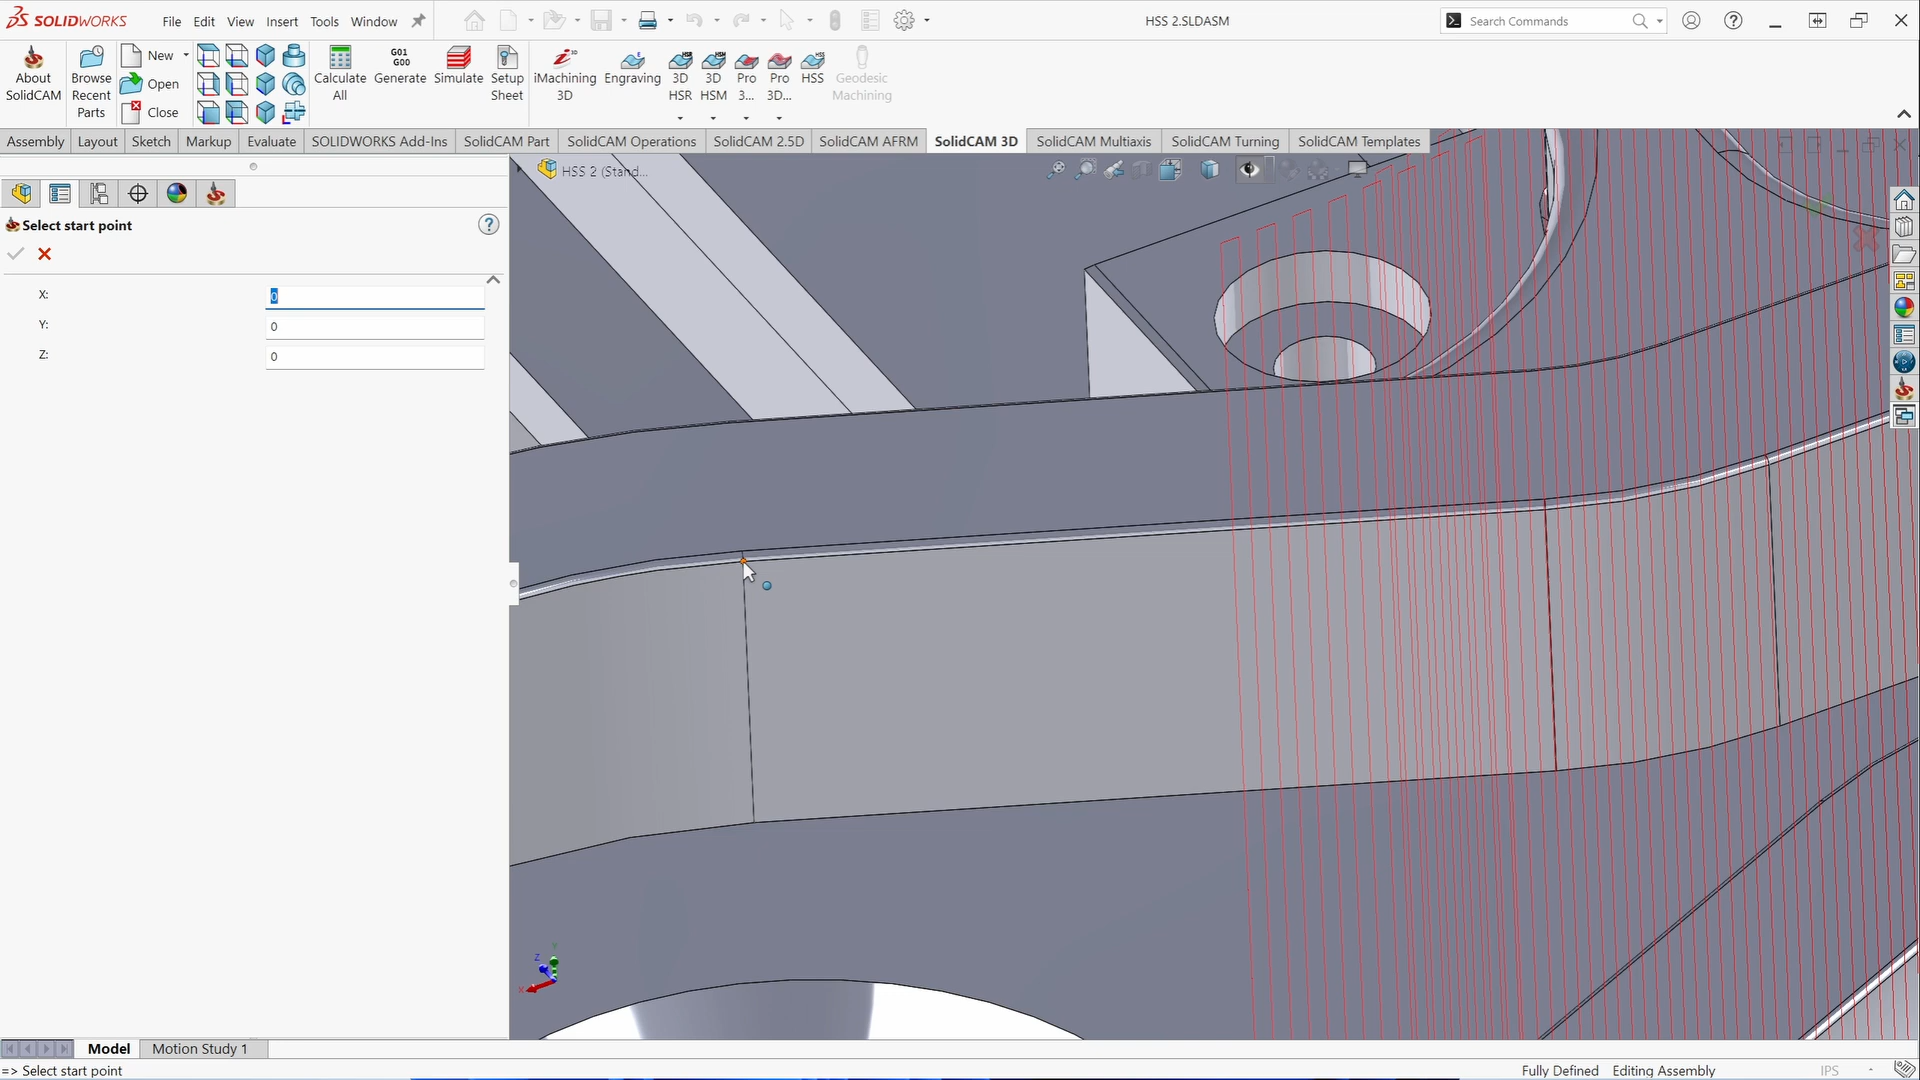 SOLIDWORKS
File Edit View Insert Tools Window
HSS 2.SLDASM
Search Commands
About SolidCAM
Browse Recent Parts
New
Open
Close
Calculate All
G01 G00
Generate
Simulate
Setup Sheet
iMachining 3D
Engraving
3D HSR
3D HSM
Pro 3...
Pro 3D...
HSS
Geodesic Machining
Assembly Layout Sketch Markup Evaluate SOLIDWORKS Add-Ins SolidCAM Part SolidCAM Operations SolidCAM 2.5D SolidCAM AFRM SolidCAM 3D SolidCAM Multiaxis SolidCAM Turning SolidCAM Templates
HSS 2 (Stand...
Select start point
X: 0
Y: 0
Z: 0
Y
Z
X
Model Motion Study 1
=> Select start point
Fully Defined Editing Assembly IPS